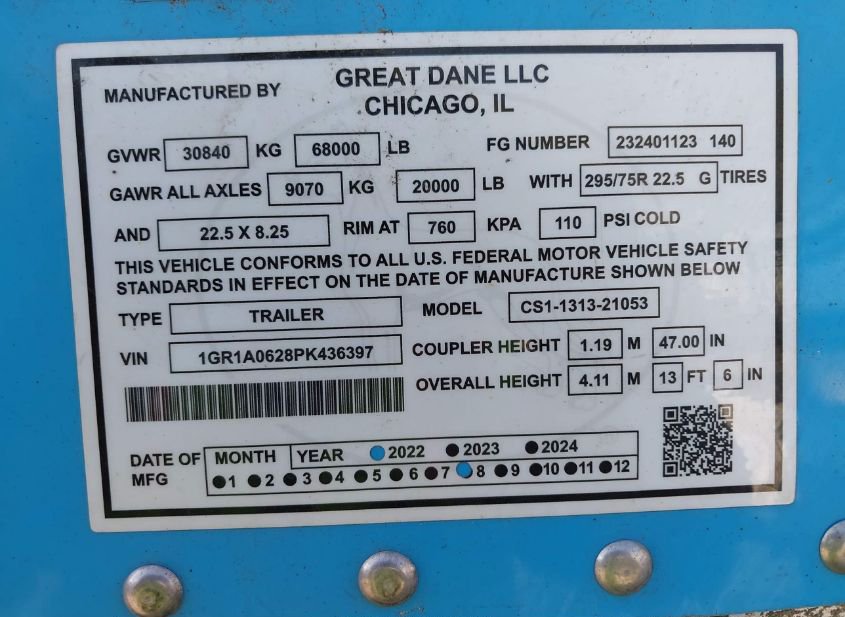 MANUFACTURED BY GREAT DANE LLC
CHICAGO, IL
GVWR 30840 KG 68000 LB FG NUMBER 232401123 140
GAWR ALL AXLES 9070 KG 20000 LB WITH 295/75R 22.5 G TIRES
AND 22.5 X 8.25 RIM AT 760 KPA 110 PSI COLD
THIS VEHICLE CONFORMS TO ALL U.S. FEDERAL MOTOR VEHICLE SAFETY
STANDARDS IN EFFECT ON THE DATE OF MANUFACTURE SHOWN BELOW
TYPE TRAILER MODEL CS1-1313-21053
VIN 1GR1A0628PK436397 COUPLER HEIGHT 1.19 M 47.00 IN
OVERALL HEIGHT 4.11 M 13 FT 6 IN
DATE OF MFG MONTH YEAR 2022 2023 2024
1 2 3 4 5 6 7 8 9 10 11 12